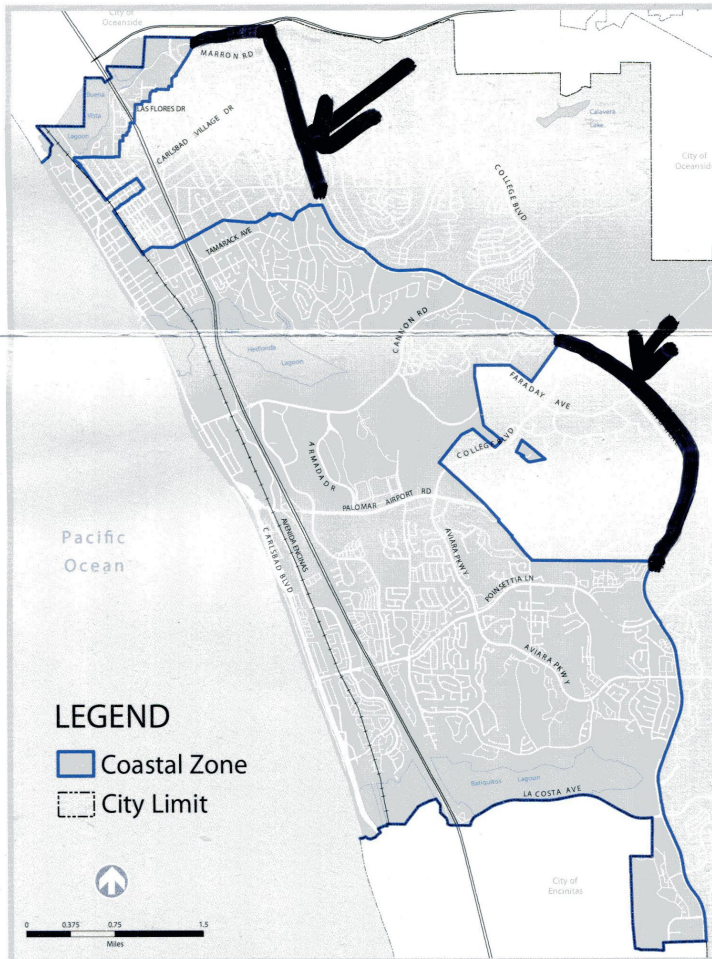 City of
Oceanside
MARRON RD
Buena
Vista
Lagoon
LAS FLORES DR
CARLSBAD VILLAGE DR
Calavera
Lake
City of
Oceanside
COLLEGE BLVD
TAMARACK AVE
CANNON RD
Hedionda
Lagoon
FARADAY AVE
COLLEGE BLVD
ARMADA DR
PALOMAR AIRPORT RD
Pacific
Ocean
CARLSBAD BLVD
AVENIDA ENCINAS
AVIARA PKWY
POINSETTIA LN
AVIARA PKWY
LEGEND
Coastal Zone
City Limit
Batiquitos Lagoon
LA COSTA AVE
City of
Encinitas
0 0.375 0.75 1.5
Miles